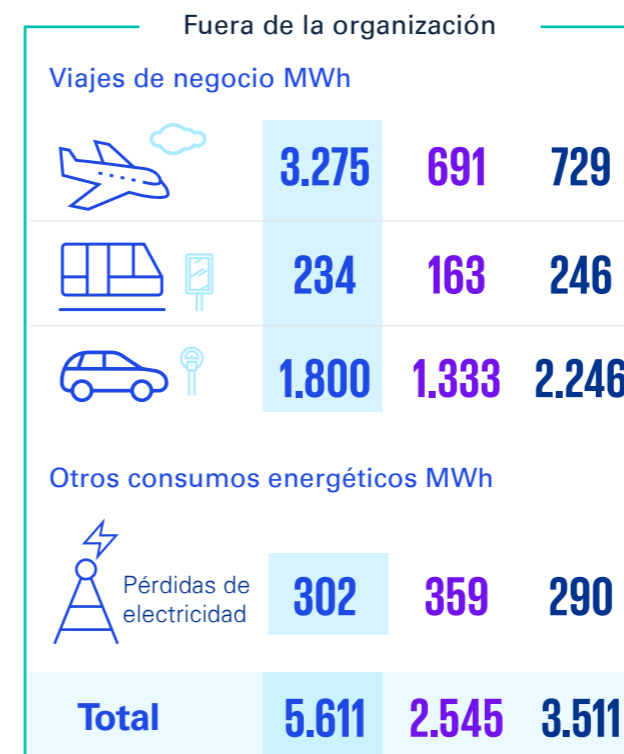 Fuera de la organización
Viajes de negocio MWh
3.275 691 729
234 163 246
1.800 1.333 2.246
Otros consumos energéticos MWh
Pérdidas de
electricidad
302 359 290
Total 5.611 2.545 3.511